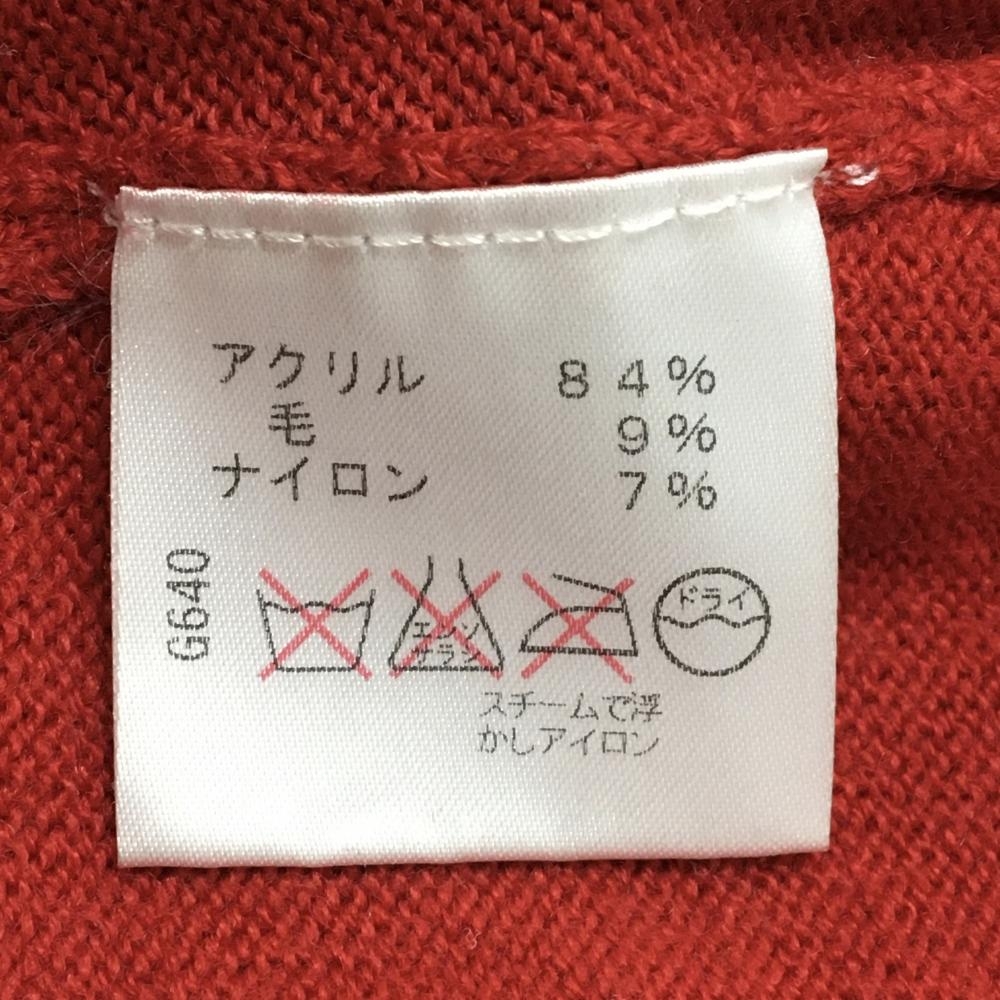 アクリル 84%
毛 9%
ナイロン 7%
G640
エンソ
サラシ
ドライ
スチームで浮
かしアイロン